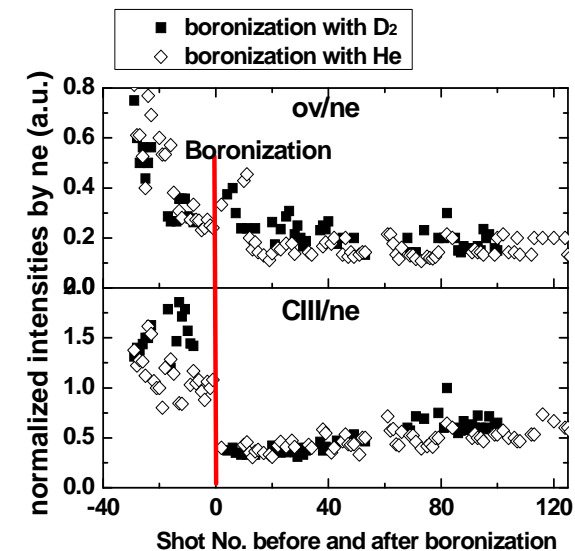 boronization with D2
boronization with He
normalized intensities by ne (a.u.)
0.8
0.6
0.4
0.2
0.0
ov/ne
Boronization
2.0
1.5
1.0
0.5
0.0
CIII/ne
-40 0 40 80 120
Shot No. before and after boronization